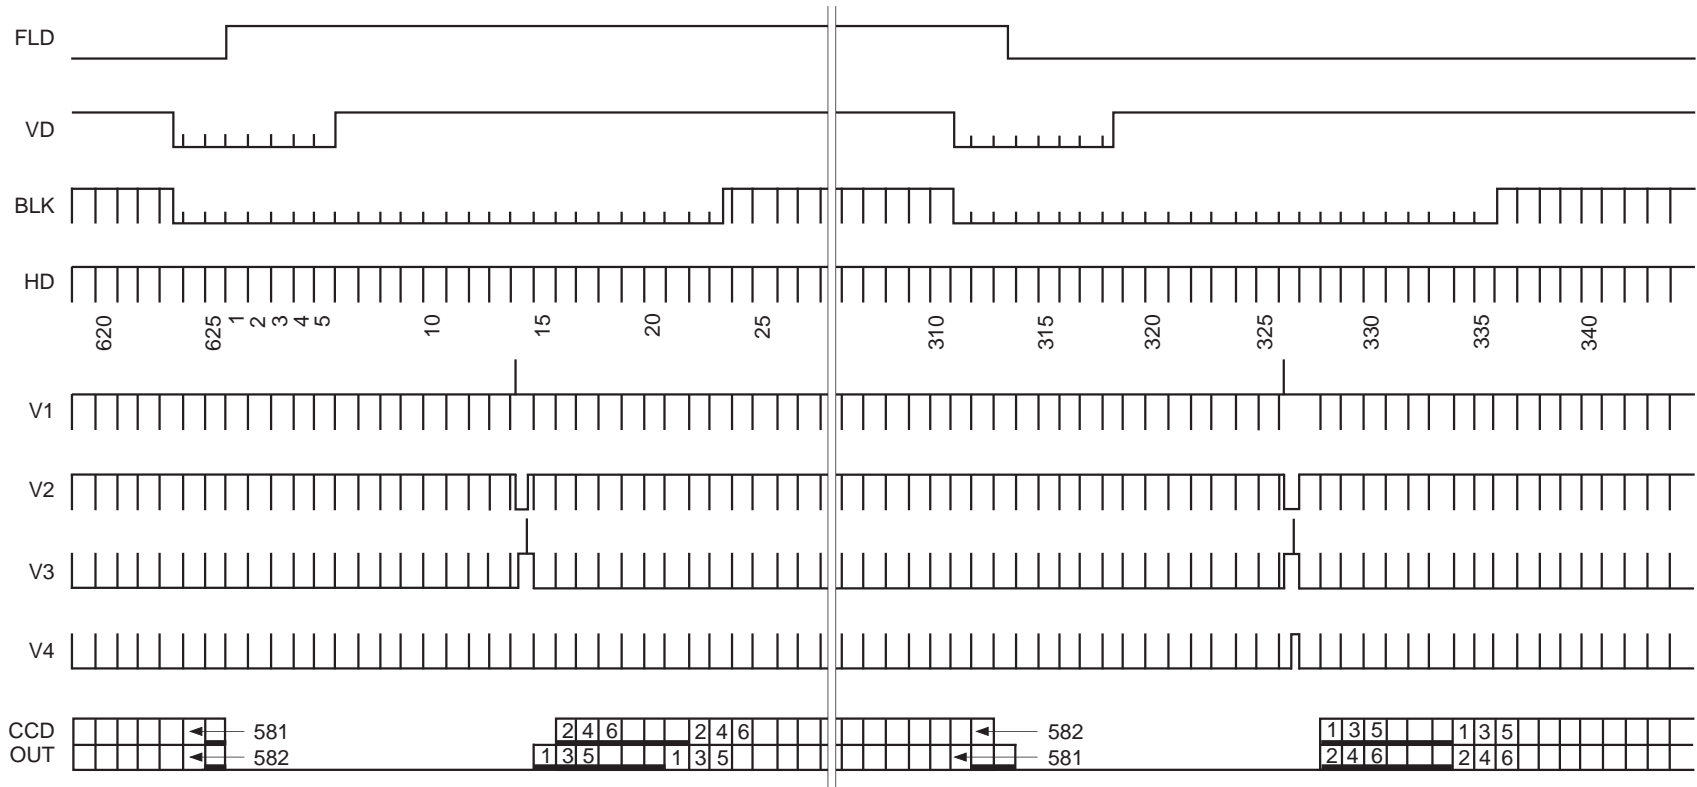 FLD
VD
BLK
HD
620 625 1 2 3 4 5 10 15 20 25 310 315 320 325 330 335 340
V1
V2
V3
V4
CCD 581 2 4 6 2 4 6 582 1 3 5 1 3 5
OUT 582 1 3 5 1 3 5 581 2 4 6 2 4 6